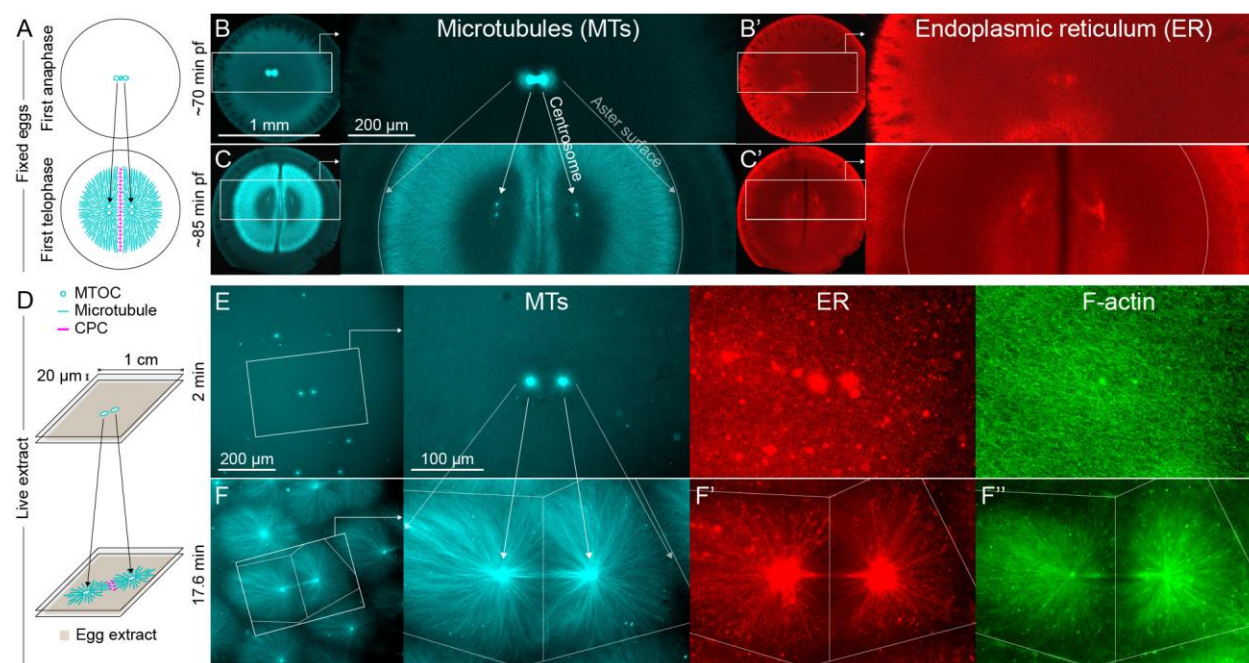 A
Fixed eggs
First anaphase
First telophase
~70 min pf
~85 min pf
B
Microtubules (MTs)
B’
Endoplasmic reticulum (ER)
1 mm
200 µm
Centrosome
Aster surface
C
C’
D
MTOC
Microtubule
CPC
1 cm
20 µm
Live extract
2 min
17.6 min
Egg extract
E
MTs
ER
F-actin
200 µm
100 µm
F
F’
F’’